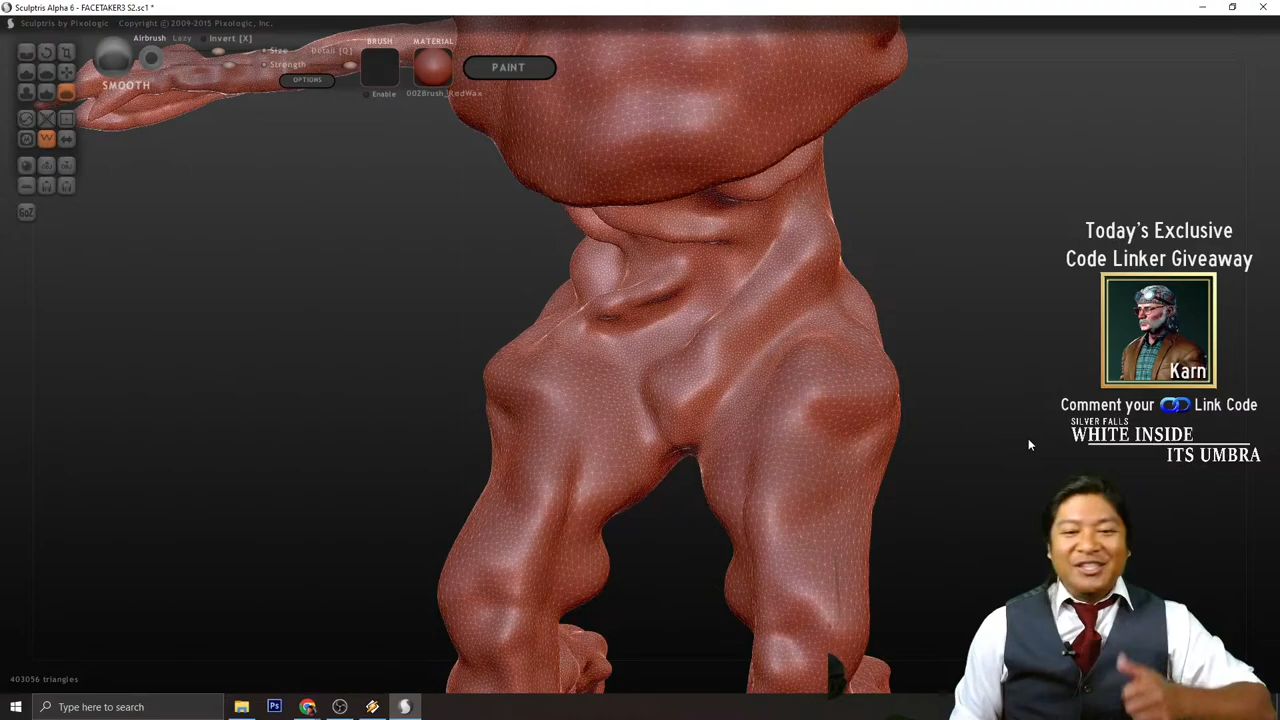 Sculptris Alpha 6 - FACETAKER3 S2.sc1 *
Sculptris by Pixologic Copyright © 2009-2015 Pixologic, Inc.
Airbrush Lazy Invert [X]
Size Detail [Q]
Strength
SMOOTH
OPTIONS
BRUSH
Enable
MATERIAL
00ZBrush_RedWax
PAINT
GoZ
Today's Exclusive
Code Linker Giveaway
Karn
Comment your Link Code
SILVER FALLS
WHITE INSIDE
ITS UMBRA
403056 triangles
Type here to search
Ps